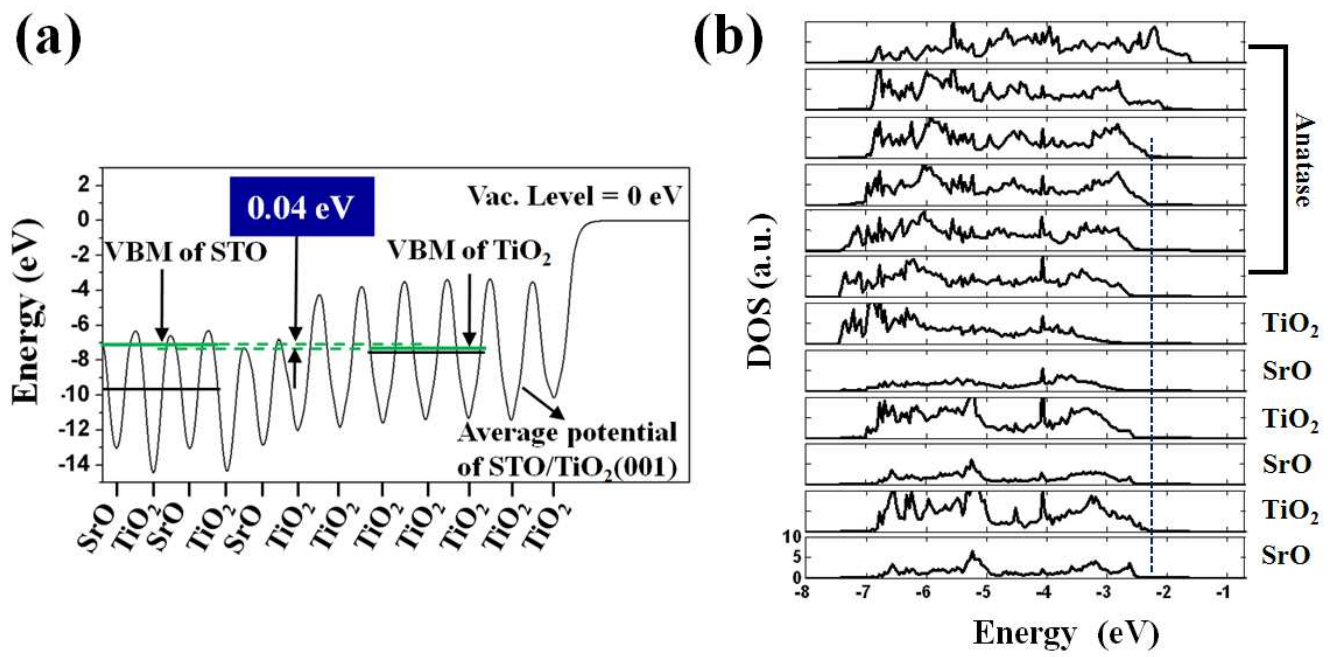 (a)
Energy (eV)
2
0
-2
-4
-6
-8
-10
-12
-14
0.04 eV
Vac. Level = 0 eV
VBM of STO
VBM of TiO2
Average potential
of STO/TiO2(001)
SrO
TiO2
SrO
TiO2
SrO
TiO2
TiO2
TiO2
TiO2
TiO2
TiO2
TiO2
(b)
DOS (a.u.)
Anatase
TiO2
SrO
TiO2
SrO
TiO2
SrO
10
5
0
-8 -7 -6 -5 -4 -3 -2 -1
Energy (eV)